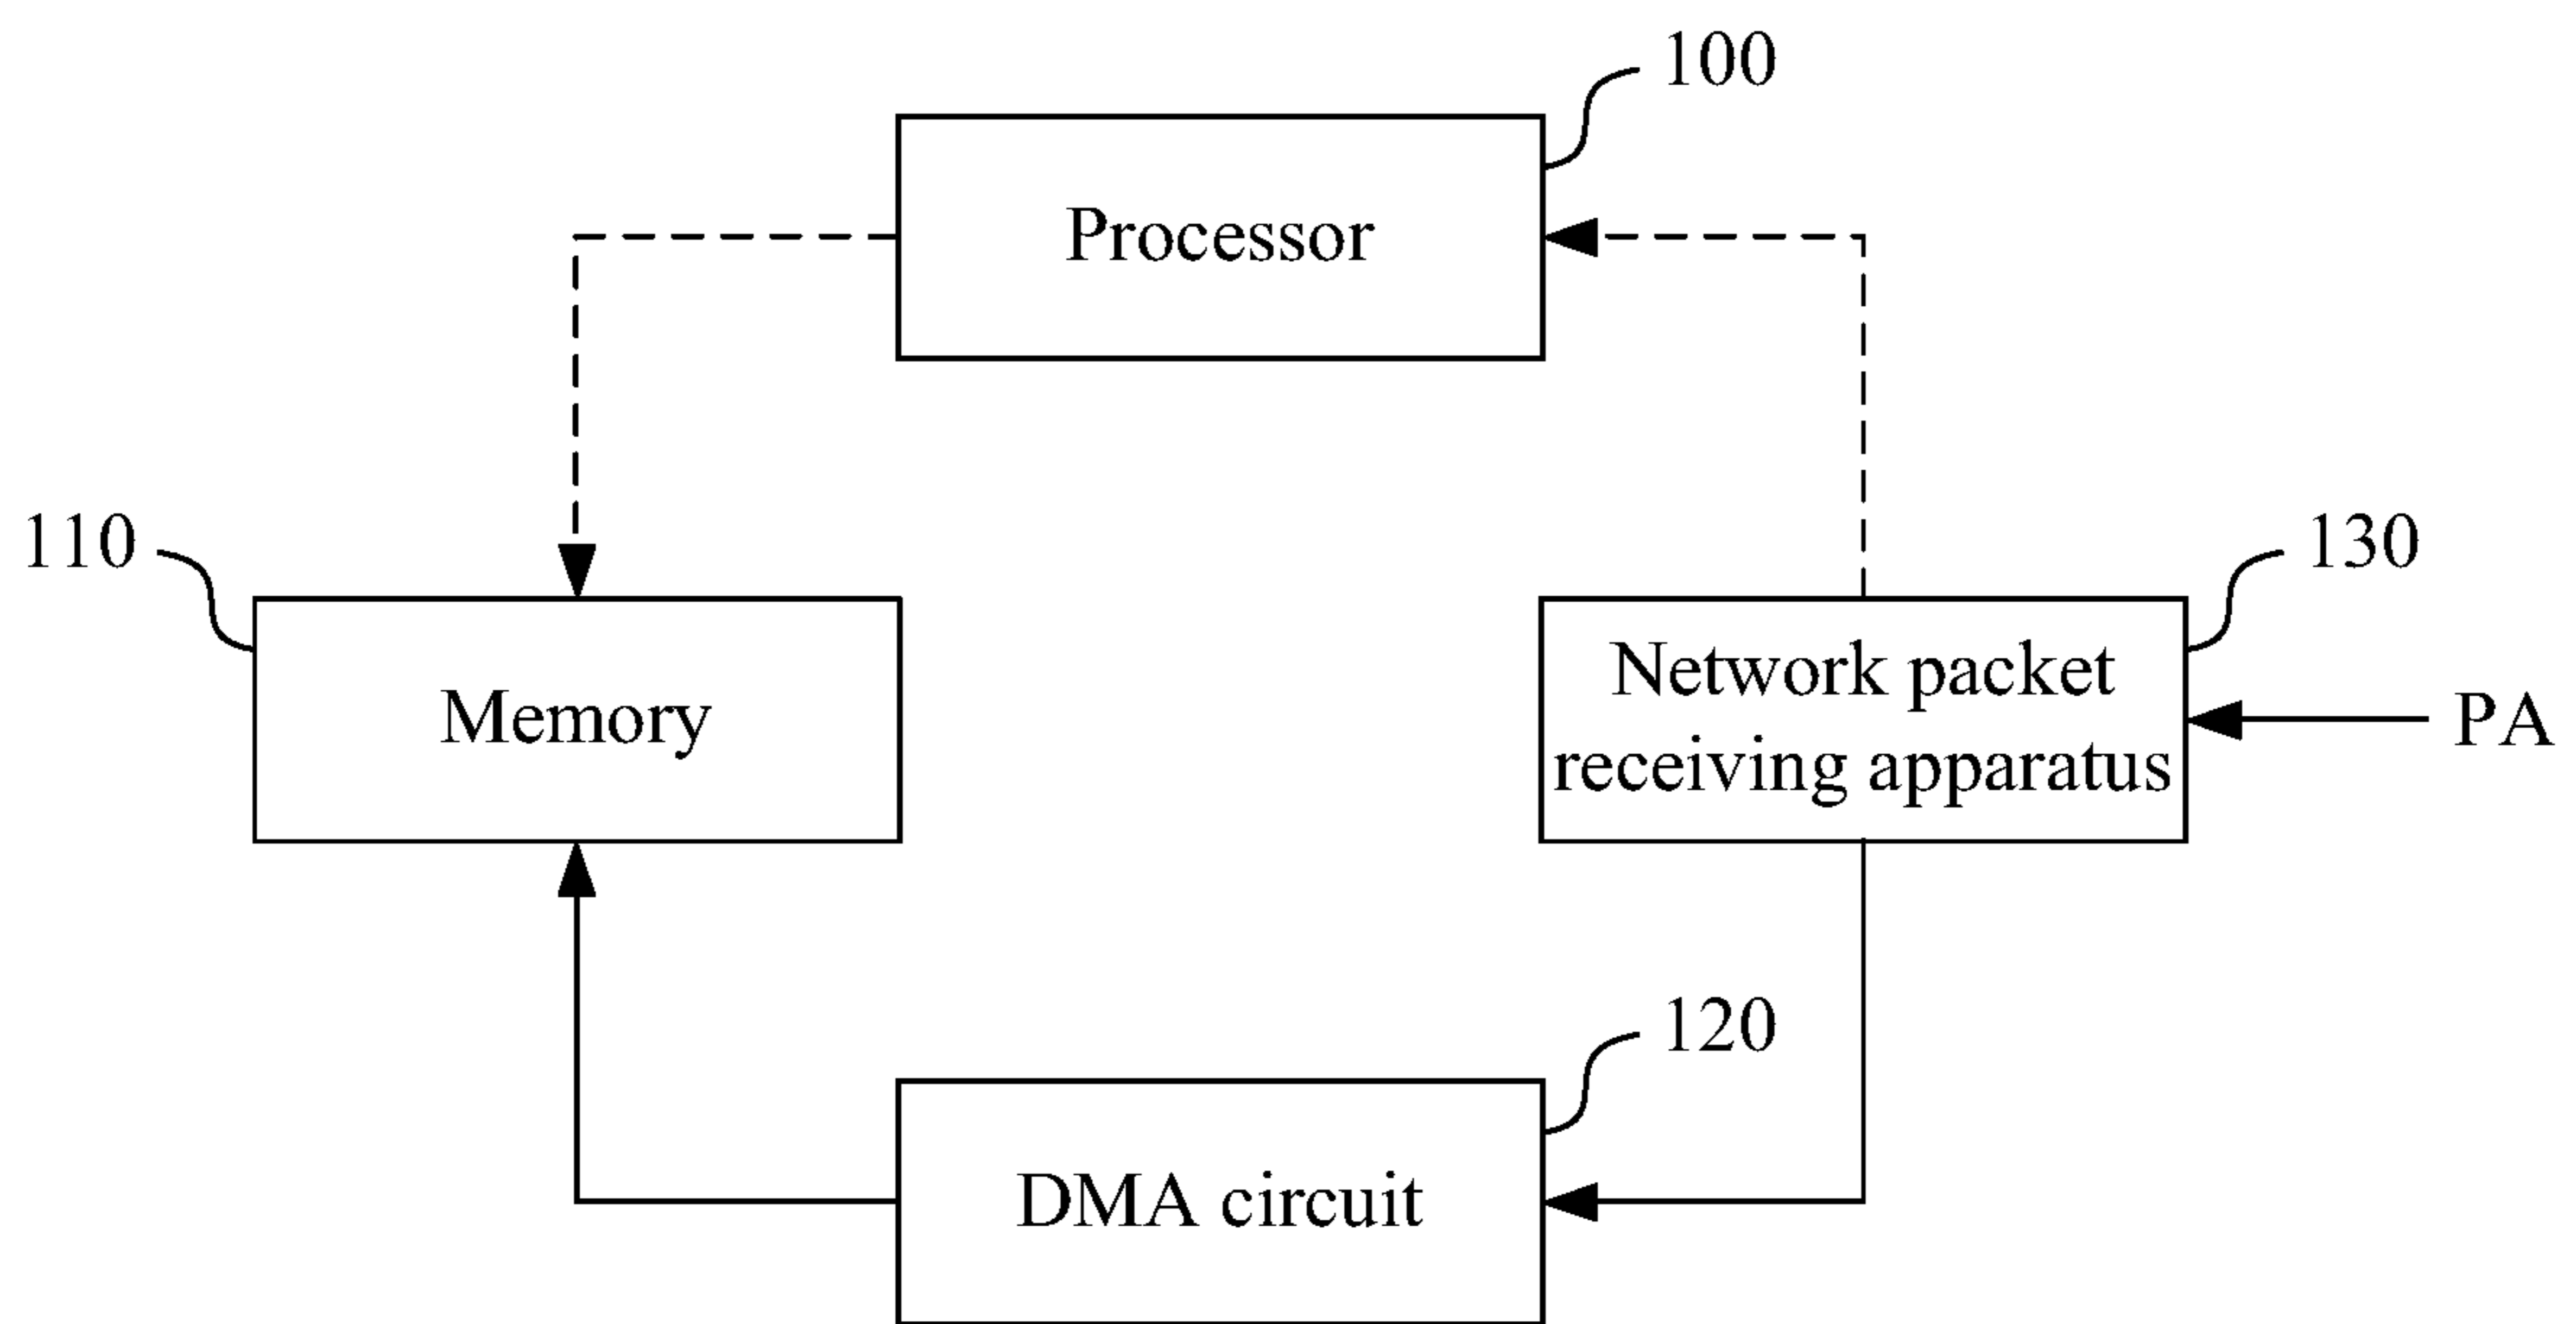 100
Processor
110
130
Network packet
receiving apparatus
PA
Memory
120
DMA circuit